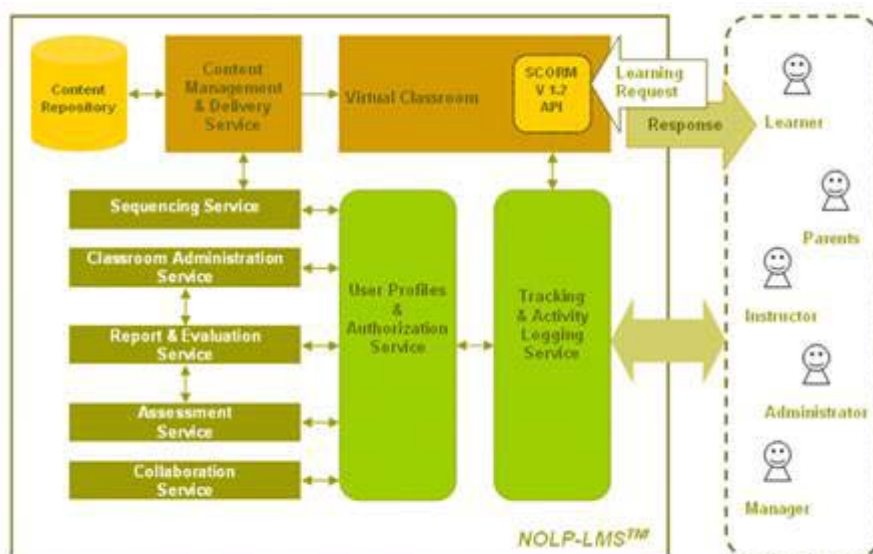 Content
Repository
Content
Management
& Delivery
Service
Virtual Classroom
SCORM
V 1.2
API
Learning
Request
Response
Learner
Parents
Instructor
Administrator
Manager
Sequencing Service
Classroom Administration
Service
Report & Evaluation
Service
Assessment
Service
Collaboration
Service
User Profiles
&
Authorization
Service
Tracking
& Activity
Logging
Service
NOLP-LMS™